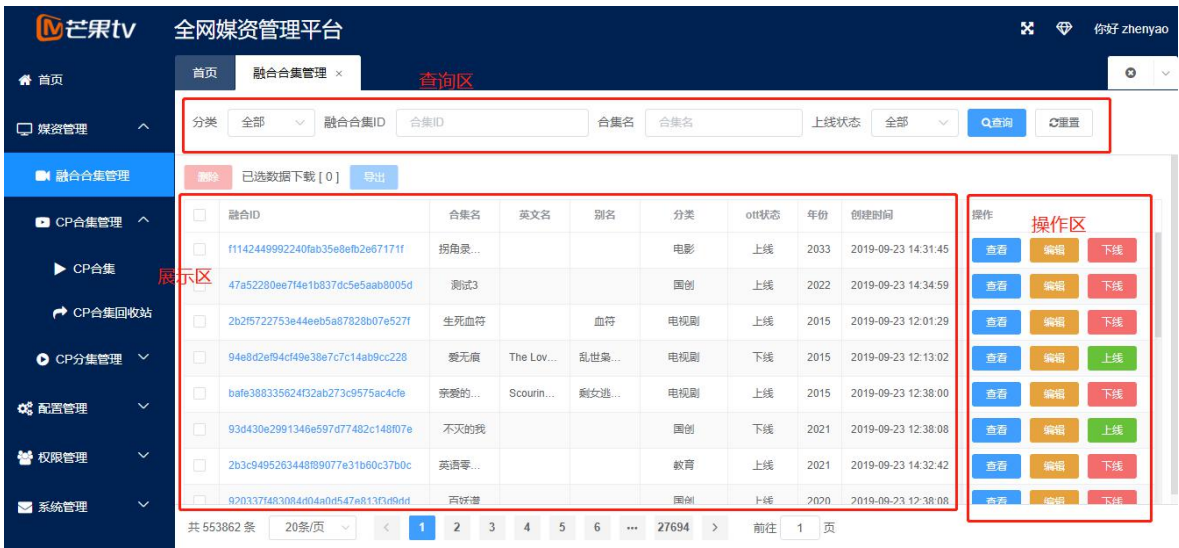 芒果tv 全网媒资管理平台 你好 zhenyao
首页
媒资管理
融合合集管理
CP合集管理
CP合集
CP合集回收站
CP分集管理
配置管理
权限管理
系统管理
首页 融合合集管理 ×
查询区
分类 全部 融合合集ID 合集ID 合集名 合集名 上线状态 全部 查询 重置
删除 已选数据下载 [ 0 ] 导出
展示区
操作区
融合ID 合集名 英文名 别名 分类 ott状态 年份 创建时间 操作
f1142449992240fab35e8efb2e67171f 拐角录... 电影 上线 2033 2019-09-23 14:31:45 查看 编辑 下线
47a52280ee7f4e1b837dc5e5aab8005d 测试3 国创 上线 2022 2019-09-23 14:34:59 查看 编辑 下线
2b2f5722753e44eeb5a87828b07e527f 生死血符 血符 电视剧 上线 2015 2019-09-23 12:01:29 查看 编辑 下线
94e8d2ef94cf49e38e7c7c14ab9cc228 爱无痕 The Lov... 乱世枭... 电视剧 下线 2015 2019-09-23 12:13:02 查看 编辑 上线
bafe388335624f32ab273c9575ac4cfe 亲爱的... Scourin... 剩女逃... 电视剧 上线 2015 2019-09-23 12:38:00 查看 编辑 下线
93d430e2991346e597d77482c148f07e 不灭的我 国创 下线 2021 2019-09-23 12:38:08 查看 编辑 上线
2b3c9495263448f89077e31b60c37b0c 英语零... 教育 上线 2021 2019-09-23 14:32:42 查看 编辑 下线
920337f483084d04a0d547e813f3d9dd 百妖谱 国创 上线 2020 2019-09-23 12:38:08 查看 编辑 下线
共 553862 条 20条/页 < 1 2 3 4 5 6 ... 27694 > 前往 1 页